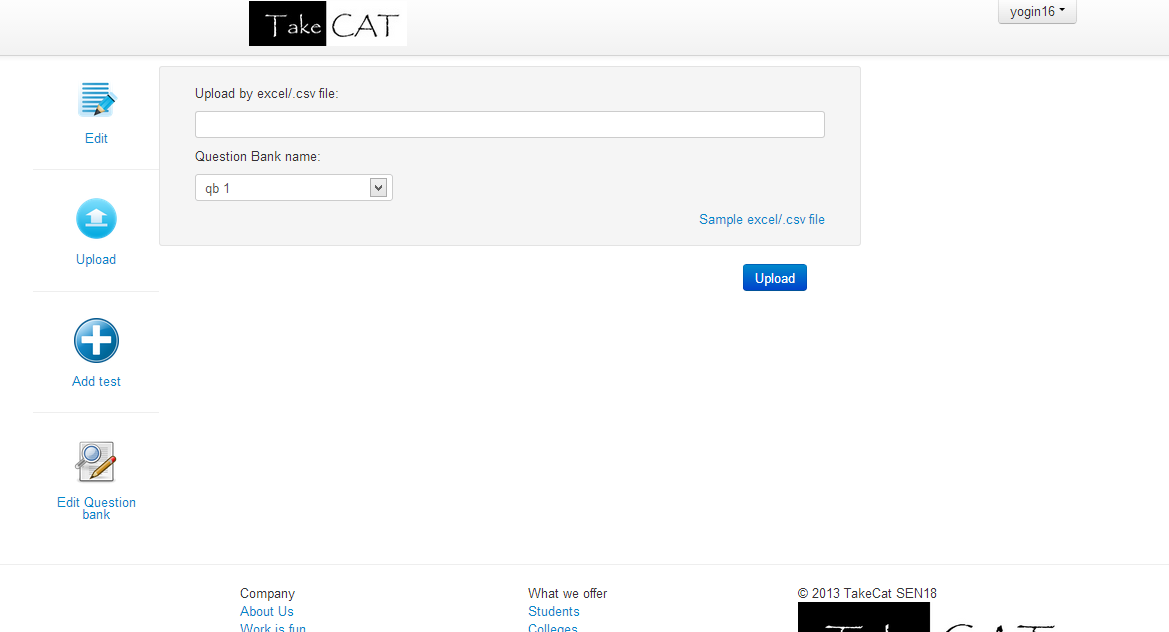 Take CAT
yogin16
Edit
Upload by excel/.csv file:
Question Bank name:
qb 1
Sample excel/.csv file
Upload
Upload
Add test
Edit Question
bank
Company
What we offer
© 2013 TakeCat SEN18
About Us
Students
Work is fun
Colleges